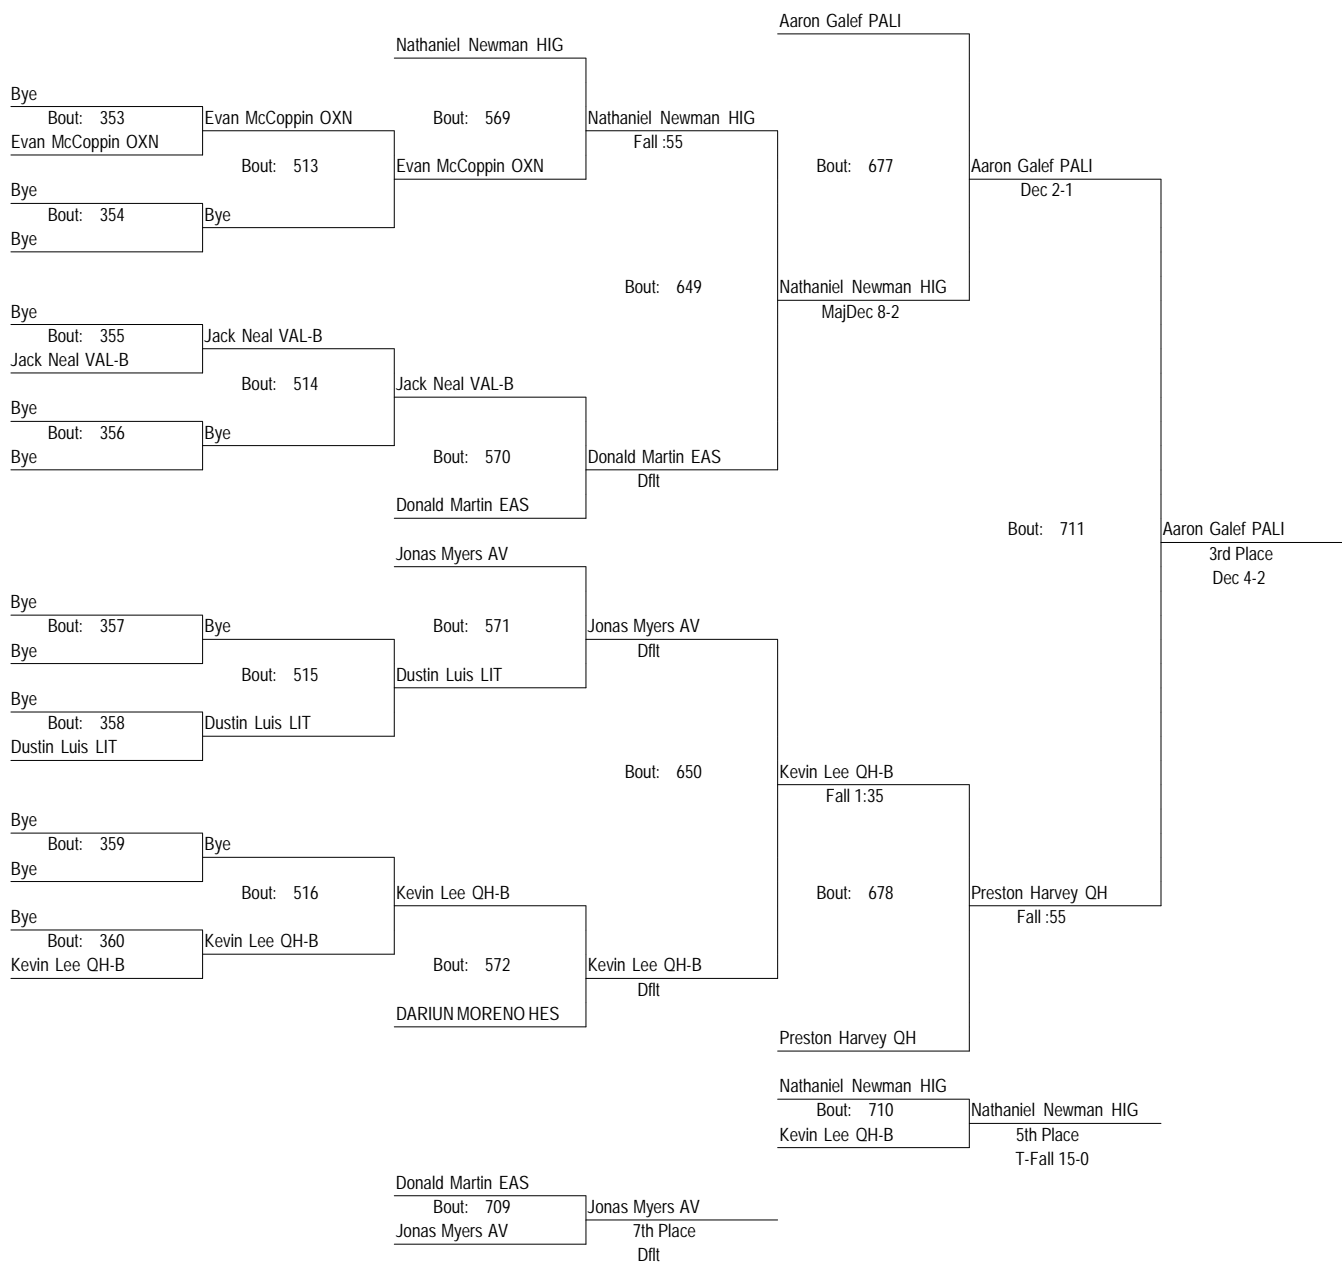 Aaron Galef PALI
Nathaniel Newman HIG
Bye
Bout: 353
Evan McCoppin OXN
Evan McCoppin OXN
Bout: 569
Nathaniel Newman HIG
Fall :55
Bout: 513
Evan McCoppin OXN
Bout: 677
Aaron Galef PALI
Dec 2-1
Bye
Bout: 354
Bye
Bye
Bout: 649
Nathaniel Newman HIG
MajDec 8-2
Bye
Bout: 355
Jack Neal VAL-B
Jack Neal VAL-B
Bout: 514
Jack Neal VAL-B
Bye
Bout: 356
Bye
Bye
Bout: 570
Donald Martin EAS
Dflt
Donald Martin EAS
Bout: 711
Aaron Galef PALI
3rd Place
Dec 4-2
Jonas Myers AV
Bye
Bout: 357
Bye
Bye
Bout: 571
Jonas Myers AV
Dflt
Bout: 515
Dustin Luis LIT
Bye
Bout: 358
Dustin Luis LIT
Dustin Luis LIT
Bout: 650
Kevin Lee QH-B
Fall 1:35
Bye
Bout: 359
Bye
Bye
Bout: 516
Kevin Lee QH-B
Bout: 678
Preston Harvey QH
Fall :55
Bye
Bout: 360
Kevin Lee QH-B
Kevin Lee QH-B
Bout: 572
Kevin Lee QH-B
Dflt
DARIUN MORENO HES
Preston Harvey QH
Nathaniel Newman HIG
Bout: 710
Nathaniel Newman HIG
Kevin Lee QH-B
5th Place
T-Fall 15-0
Donald Martin EAS
Bout: 709
Jonas Myers AV
Jonas Myers AV
7th Place
Dflt